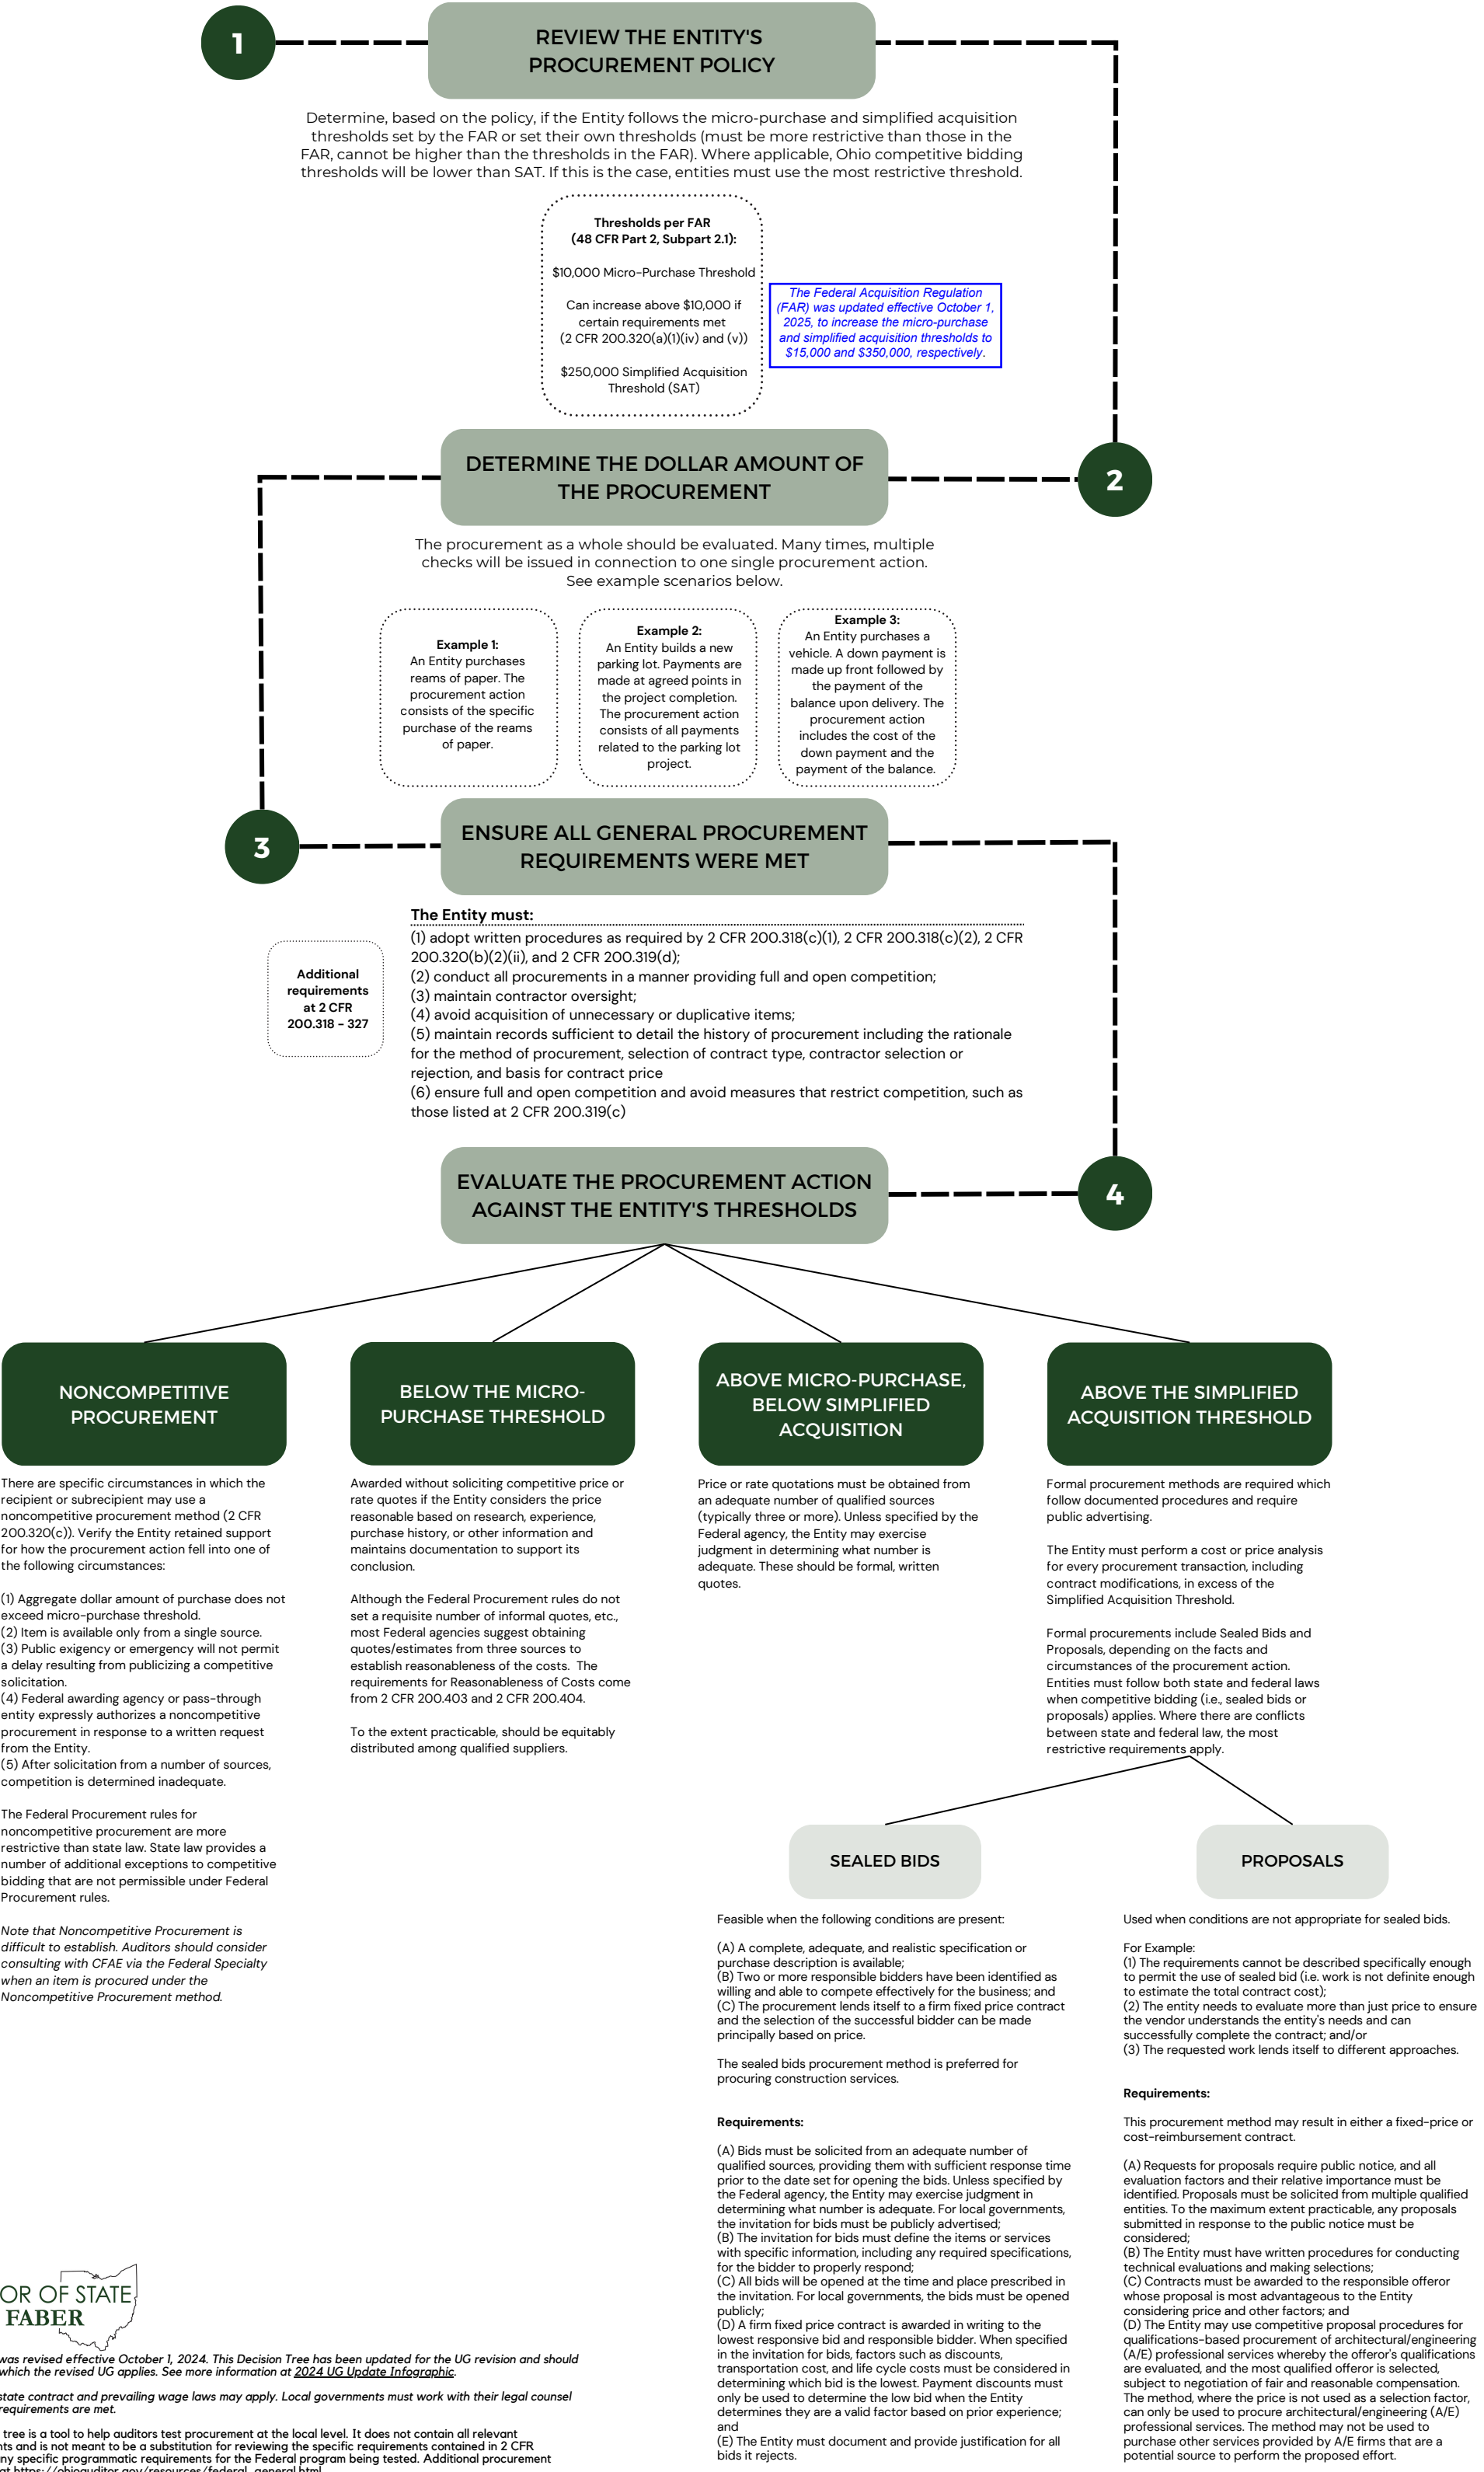 1
REVIEW THE ENTITY'S
PROCUREMENT POLICY
Determine, based on the policy, if the Entity follows the micro-purchase and simplified acquisition
thresholds set by the FAR or set their own thresholds (must be more restrictive than those in the
FAR, cannot be higher than the thresholds in the FAR). Where applicable, Ohio competitive bidding
thresholds will be lower than SAT. If this is the case, entities must use the most restrictive threshold.
Thresholds per FAR
(48 CFR Part 2, Subpart 2.1):
$10,000 Micro-Purchase Threshold
Can increase above $10,000 if
certain requirements met
(2 CFR 200.320(a)(1)(iv) and (v))
$250,000 Simplified Acquisition
Threshold (SAT)
The Federal Acquisition Regulation
(FAR) was updated effective October 1,
2025, to increase the micro-purchase
and simplified acquisition thresholds to
$15,000 and $350,000, respectively.
2
DETERMINE THE DOLLAR AMOUNT OF
THE PROCUREMENT
The procurement as a whole should be evaluated. Many times, multiple
checks will be issued in connection to one single procurement action.
See example scenarios below.
Example 1:
An Entity purchases
reams of paper. The
procurement action
consists of the specific
purchase of the reams
of paper.
Example 2:
An Entity builds a new
parking lot. Payments are
made at agreed points in
the project completion.
The procurement action
consists of all payments
related to the parking lot
project.
Example 3:
An Entity purchases a
vehicle. A down payment is
made up front followed by
the payment of the
balance upon delivery. The
procurement action
includes the cost of the
down payment and the
payment of the balance.
3
ENSURE ALL GENERAL PROCUREMENT
REQUIREMENTS WERE MET
Additional
requirements
at 2 CFR
200.318 - 327
The Entity must:
(1) adopt written procedures as required by 2 CFR 200.318(c)(1), 2 CFR 200.318(c)(2), 2 CFR
200.320(b)(2)(ii), and 2 CFR 200.319(d);
(2) conduct all procurements in a manner providing full and open competition;
(3) maintain contractor oversight;
(4) avoid acquisition of unnecessary or duplicative items;
(5) maintain records sufficient to detail the history of procurement including the rationale
for the method of procurement, selection of contract type, contractor selection or
rejection, and basis for contract price
(6) ensure full and open competition and avoid measures that restrict competition, such as
those listed at 2 CFR 200.319(c)
4
EVALUATE THE PROCUREMENT ACTION
AGAINST THE ENTITY'S THRESHOLDS
NONCOMPETITIVE
PROCUREMENT
There are specific circumstances in which the
recipient or subrecipient may use a
noncompetitive procurement method (2 CFR
200.320(c)). Verify the Entity retained support
for how the procurement action fell into one of
the following circumstances:
(1) Aggregate dollar amount of purchase does not
exceed micro-purchase threshold.
(2) Item is available only from a single source.
(3) Public exigency or emergency will not permit
a delay resulting from publicizing a competitive
solicitation.
(4) Federal awarding agency or pass-through
entity expressly authorizes a noncompetitive
procurement in response to a written request
from the Entity.
(5) After solicitation from a number of sources,
competition is determined inadequate.
The Federal Procurement rules for
noncompetitive procurement are more
restrictive than state law. State law provides a
number of additional exceptions to competitive
bidding that are not permissible under Federal
Procurement rules.
Note that Noncompetitive Procurement is
difficult to establish. Auditors should consider
consulting with CFAE via the Federal Specialty
when an item is procured under the
Noncompetitive Procurement method.
BELOW THE MICRO-
PURCHASE THRESHOLD
Awarded without soliciting competitive price or
rate quotes if the Entity considers the price
reasonable based on research, experience,
purchase history, or other information and
maintains documentation to support its
conclusion.
Although the Federal Procurement rules do not
set a requisite number of informal quotes, etc.,
most Federal agencies suggest obtaining
quotes/estimates from three sources to
establish reasonableness of the costs. The
requirements for Reasonableness of Costs come
from 2 CFR 200.403 and 2 CFR 200.404.
To the extent practicable, should be equitably
distributed among qualified suppliers.
ABOVE MICRO-PURCHASE,
BELOW SIMPLIFIED
ACQUISITION
Price or rate quotations must be obtained from
an adequate number of qualified sources
(typically three or more). Unless specified by the
Federal agency, the Entity may exercise
judgment in determining what number is
adequate. These should be formal, written
quotes.
ABOVE THE SIMPLIFIED
ACQUISITION THRESHOLD
Formal procurement methods are required which
follow documented procedures and require
public advertising.
The Entity must perform a cost or price analysis
for every procurement transaction, including
contract modifications, in excess of the
Simplified Acquisition Threshold.
Formal procurements include Sealed Bids and
Proposals, depending on the facts and
circumstances of the procurement action.
Entities must follow both state and federal laws
when competitive bidding (i.e., sealed bids or
proposals) applies. Where there are conflicts
between state and federal law, the most
restrictive requirements apply.
SEALED BIDS
Feasible when the following conditions are present:
(A) A complete, adequate, and realistic specification or
purchase description is available;
(B) Two or more responsible bidders have been identified as
willing and able to compete effectively for the business; and
(C) The procurement lends itself to a firm fixed price contract
and the selection of the successful bidder can be made
principally based on price.
The sealed bids procurement method is preferred for
procuring construction services.
Requirements:
(A) Bids must be solicited from an adequate number of
qualified sources, providing them with sufficient response time
prior to the date set for opening the bids. Unless specified by
the Federal agency, the Entity may exercise judgment in
determining what number is adequate. For local governments,
the invitation for bids must be publicly advertised;
(B) The invitation for bids must define the items or services
with specific information, including any required specifications,
for the bidder to properly respond;
(C) All bids will be opened at the time and place prescribed in
the invitation. For local governments, the bids must be opened
publicly;
(D) A firm fixed price contract is awarded in writing to the
lowest responsive bid and responsible bidder. When specified
in the invitation for bids, factors such as discounts,
transportation cost, and life cycle costs must be considered in
determining which bid is the lowest. Payment discounts must
only be used to determine the low bid when the Entity
determines they are a valid factor based on prior experience;
and
(E) The Entity must document and provide justification for all
bids it rejects.
PROPOSALS
Used when conditions are not appropriate for sealed bids.
For Example:
(1) The requirements cannot be described specifically enough
to permit the use of sealed bid (i.e. work is not definite enough
to estimate the total contract cost);
(2) The entity needs to evaluate more than just price to ensure
the vendor understands the entity's needs and can
successfully complete the contract; and/or
(3) The requested work lends itself to different approaches.
Requirements:
This procurement method may result in either a fixed-price or
cost-reimbursement contract.
(A) Requests for proposals require public notice, and all
evaluation factors and their relative importance must be
identified. Proposals must be solicited from multiple qualified
entities. To the maximum extent practicable, any proposals
submitted in response to the public notice must be
considered;
(B) The Entity must have written procedures for conducting
technical evaluations and making selections;
(C) Contracts must be awarded to the responsible offeror
whose proposal is most advantageous to the Entity
considering price and other factors; and
(D) The Entity may use competitive proposal procedures for
qualifications-based procurement of architectural/engineering
(A/E) professional services whereby the offeror's qualifications
are evaluated, and the most qualified offeror is selected,
subject to negotiation of fair and reasonable compensation.
The method, where the price is not used as a selection factor,
can only be used to procure architectural/engineering (A/E)
professional services. The method may not be used to
purchase other services provided by A/E firms that are a
potential source to perform the proposed effort.
OR OF STATE
FABER
was revised effective October 1, 2024. This Decision Tree has been updated for the UG revision and should
which the revised UG applies. See more information at 2024 UG Update Infographic.
state contract and prevailing wage laws may apply. Local governments must work with their legal counsel
requirements are met.
tree is a tool to help auditors test procurement at the local level. It does not contain all relevant
nts and is not meant to be a substitution for reviewing the specific requirements contained in 2 CFR
ny specific programmatic requirements for the Federal program being tested. Additional procurement
at https://ohioauditor.gov/resources/federal_general.html